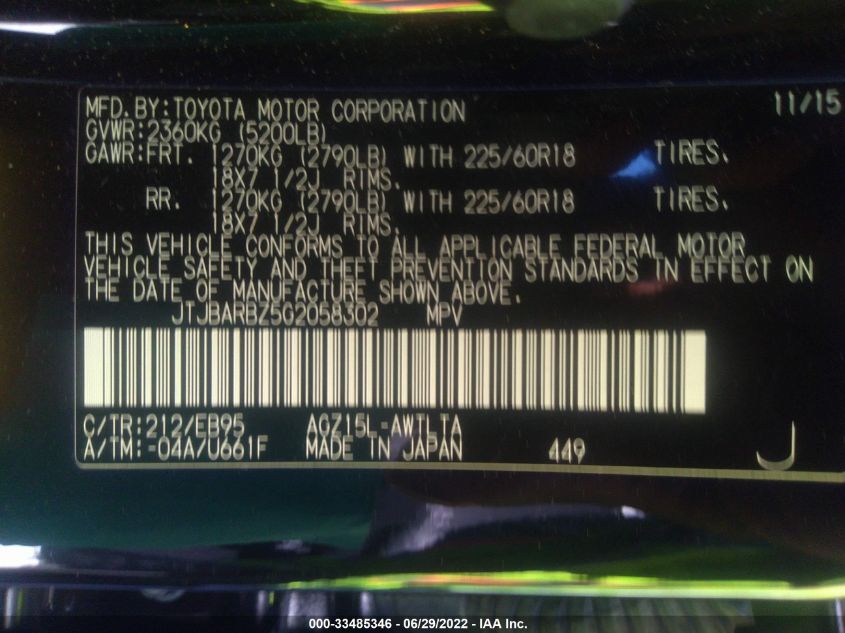 MFD.BY:TOYOTA MOTOR CORPORATION 11/15
GVWR:2360KG (5200LB)
GAWR:FRT. 1270KG (2790LB) WITH 225/60R18 TIRES.
18X7 1/2J RIMS.
RR. 1270KG (2790LB) WITH 225/60R18 TIRES.
18X7 1/2J RIMS.
THIS VEHICLE CONFORMS TO ALL APPLICABLE FEDERAL MOTOR
VEHICLE SAFETY AND THEFT PREVENTION STANDARDS IN EFFECT ON
THE DATE OF MANUFACTURE SHOWN ABOVE.
JTJBARBZ5G2058302 MPV
C/TR:212/EB95 AGZ15L-AWTLTA
A/TM:-04A/U661F MADE IN JAPAN 449
J
000-33485346 - 06/29/2022 - IAA Inc.